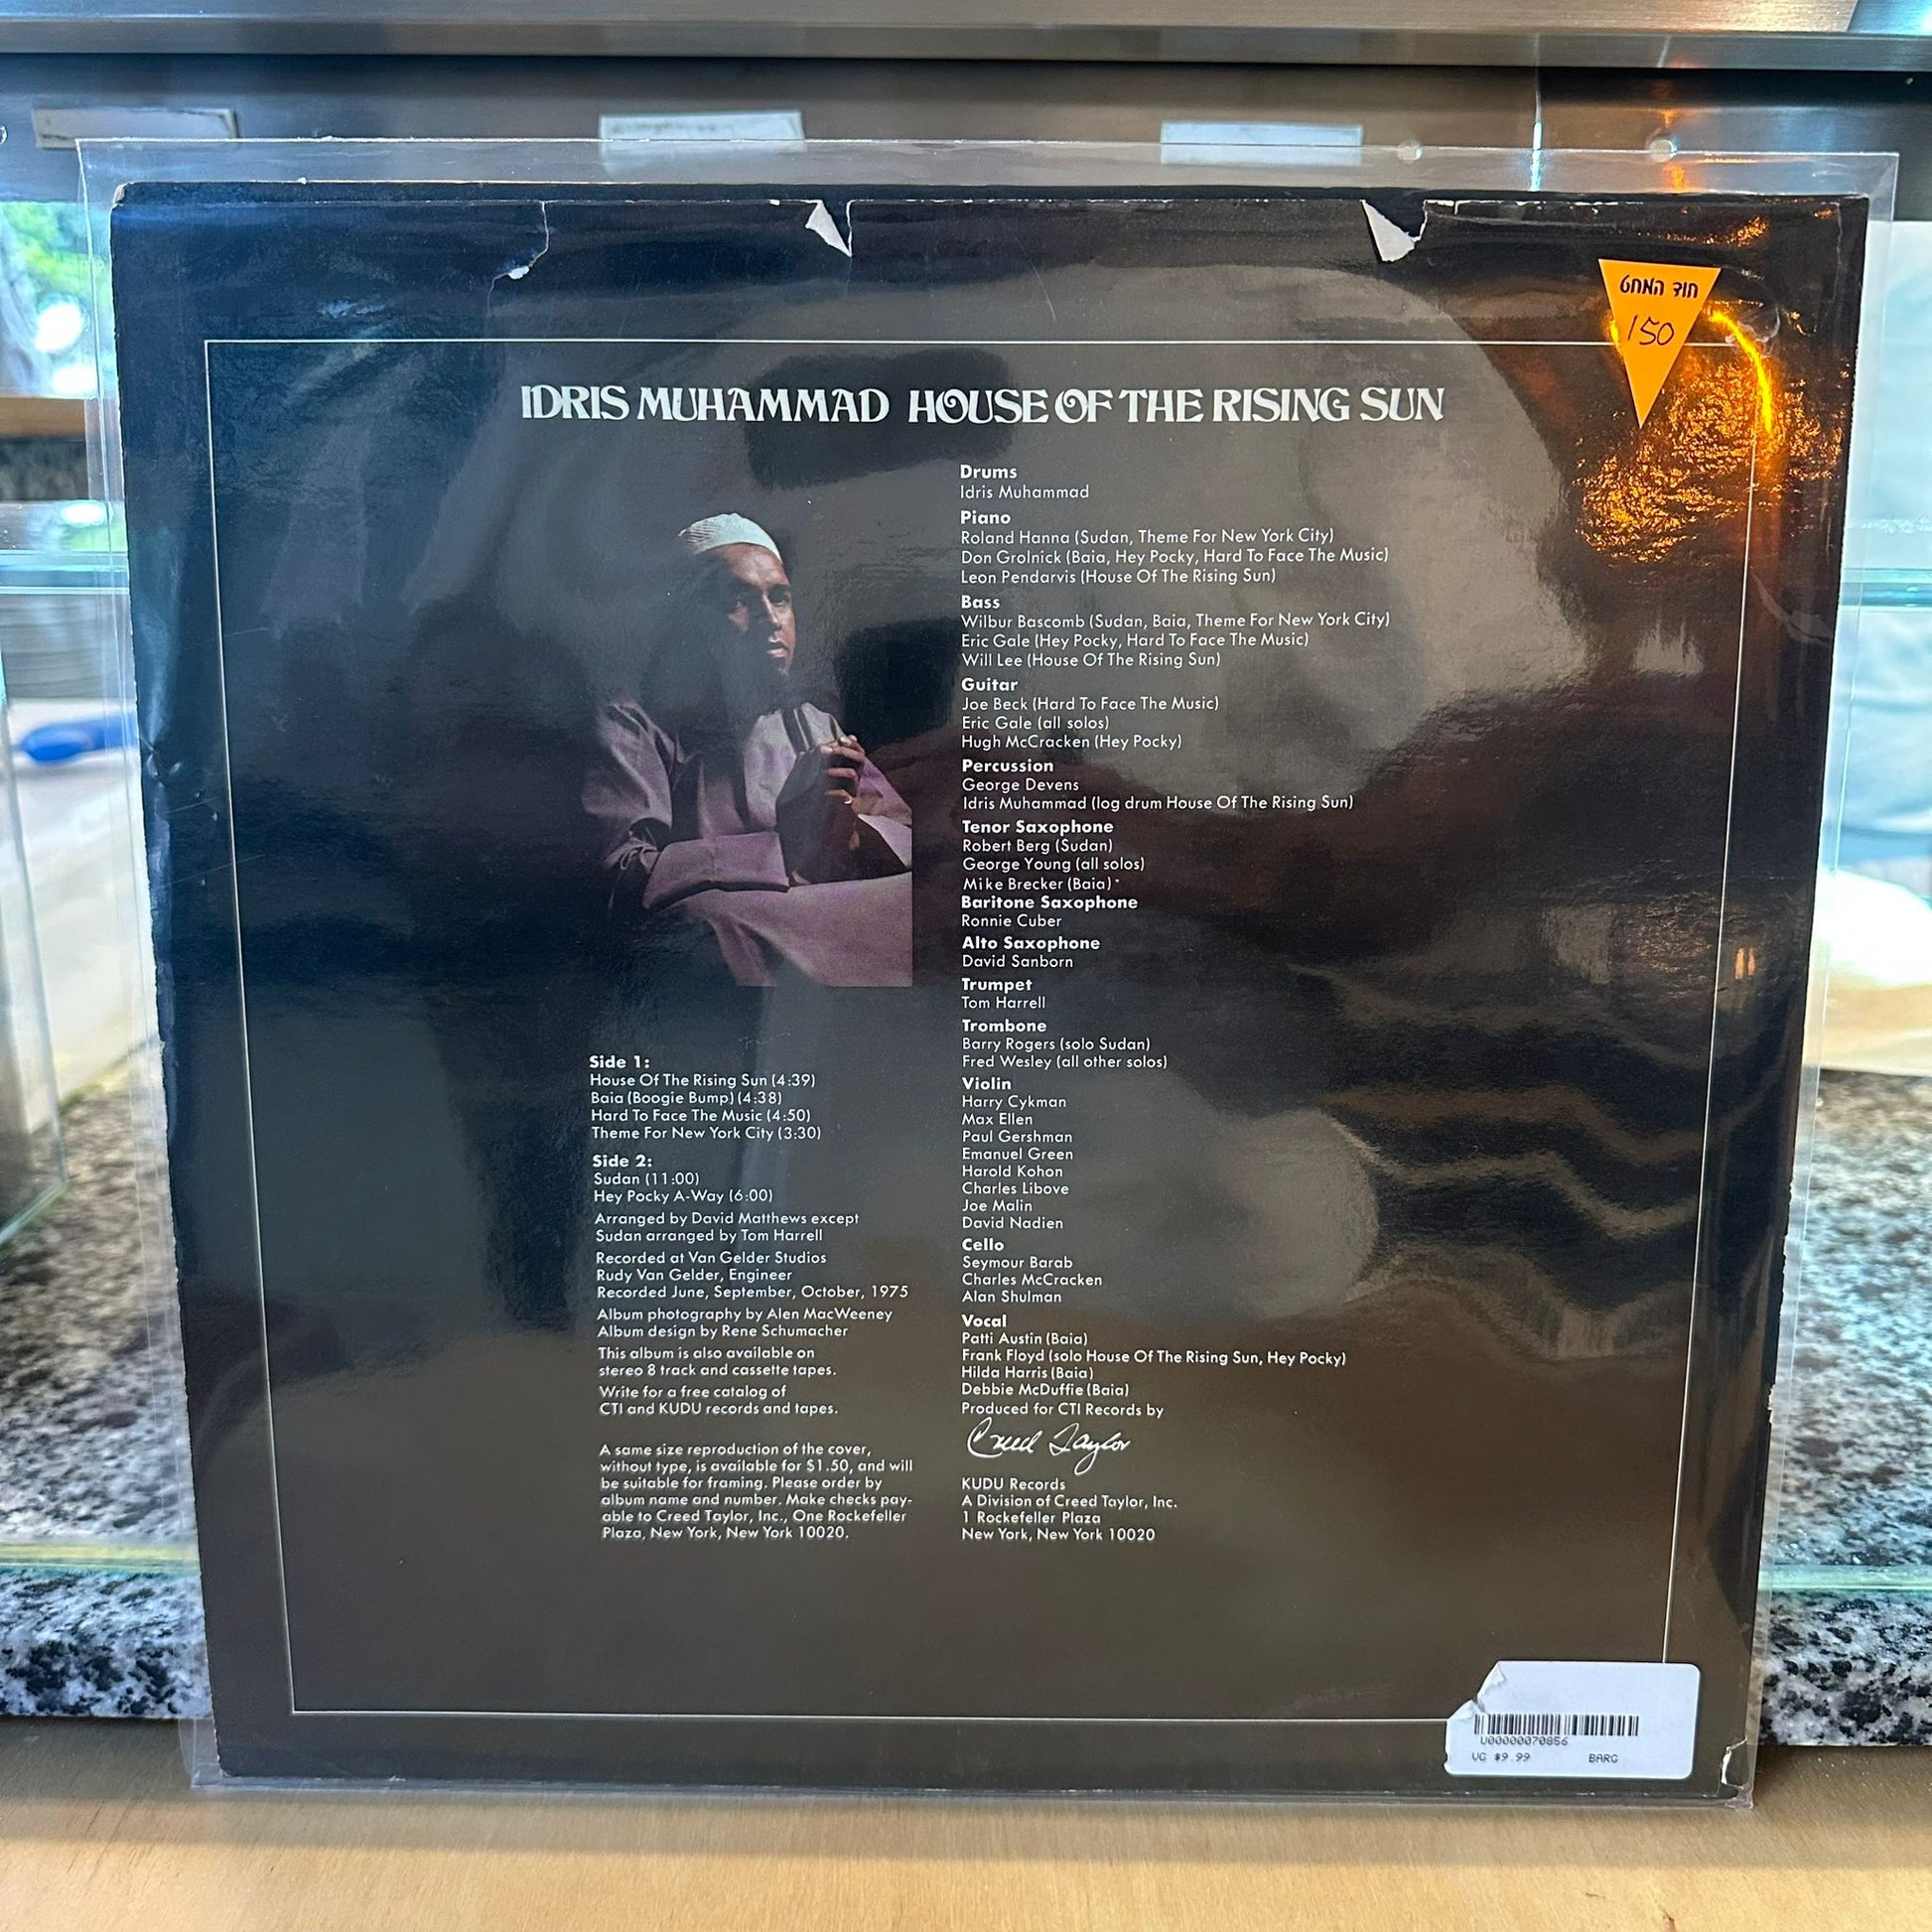 חוד המחט
150
IDRIS MUHAMMAD HOUSE OF THE RISING SUN
Drums
Idris Muhammad
Piano
Roland Hanna (Sudan, Theme For New York City)
Don Grolnick (Baia, Hey Pocky, Hard To Face The Music)
Leon Pendarvis (House Of The Rising Sun)
Bass
Wilbur Bascomb (Sudan, Baia, Theme For New York City)
Eric Gale (Hey Pocky, Hard To Face The Music)
Will Lee (House Of The Rising Sun)
Guitar
Joe Beck (Hard To Face The Music)
Eric Gale (all solos)
Hugh McCracken (Hey Pocky)
Percussion
George Devens
Idris Muhammad (log drum House Of The Rising Sun)
Tenor Saxophone
Robert Berg (Sudan)
George Young (all solos)
Mike Brecker (Baia)
Baritone Saxophone
Ronnie Cuber
Alto Saxophone
David Sanborn
Trumpet
Tom Harrell
Trombone
Barry Rogers (solo Sudan)
Fred Wesley (all other solos)
Violin
Harry Cykman
Max Ellen
Paul Gershman
Emanuel Green
Harold Kohon
Charles Libove
Joe Malin
David Nadien
Cello
Seymour Barab
Charles McCracken
Alan Shulman
Vocal
Patti Austin (Baia)
Frank Floyd (solo House Of The Rising Sun, Hey Pocky)
Hilda Harris (Baia)
Debbie McDuffie (Baia)
Produced for CTI Records by
Creed Taylor
KUDU Records
A Division of Creed Taylor, Inc.
1 Rockefeller Plaza
New York, New York 10020
Side 1:
House Of The Rising Sun (4:39)
Baia (Boogie Bump) (4:38)
Hard To Face The Music (4:50)
Theme For New York City (3:30)
Side 2:
Sudan (11:00)
Hey Pocky A-Way (6:00)
Arranged by David Matthews except
Sudan arranged by Tom Harrell
Recorded at Van Gelder Studios
Rudy Van Gelder, Engineer
Recorded June, September, October, 1975
Album photography by Alen MacWeeney
Album design by Rene Schumacher
This album is also available on
stereo 8 track and cassette tapes.
Write for a free catalog of
CTI and KUDU records and tapes.
A same size reproduction of the cover,
without type, is available for $1.50, and will
be suitable for framing. Please order by
album name and number. Make checks pay-
able to Creed Taylor, Inc., One Rockefeller
Plaza, New York, New York 10020.
U00000070856
VG $9.99 BARG